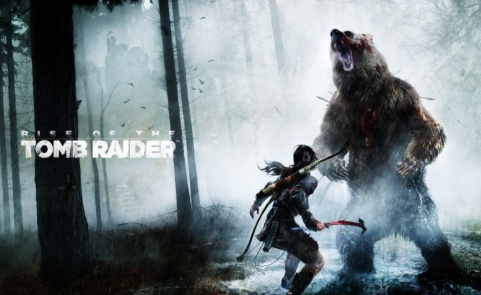 RISE OF THE
TOMB RAIDER